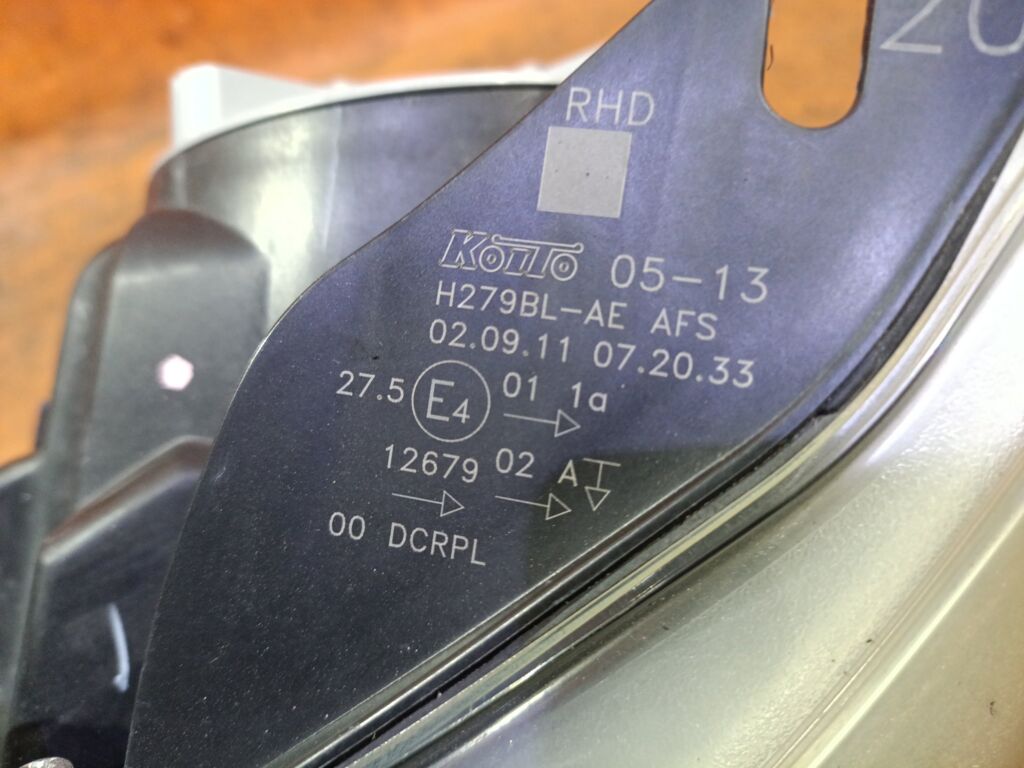 20
RHD
KOITO 05-13
H279BL-AE AFS
02.09.11 07.20.33
27.5 E4 01 1a
12679 02 A
00 DCRPL